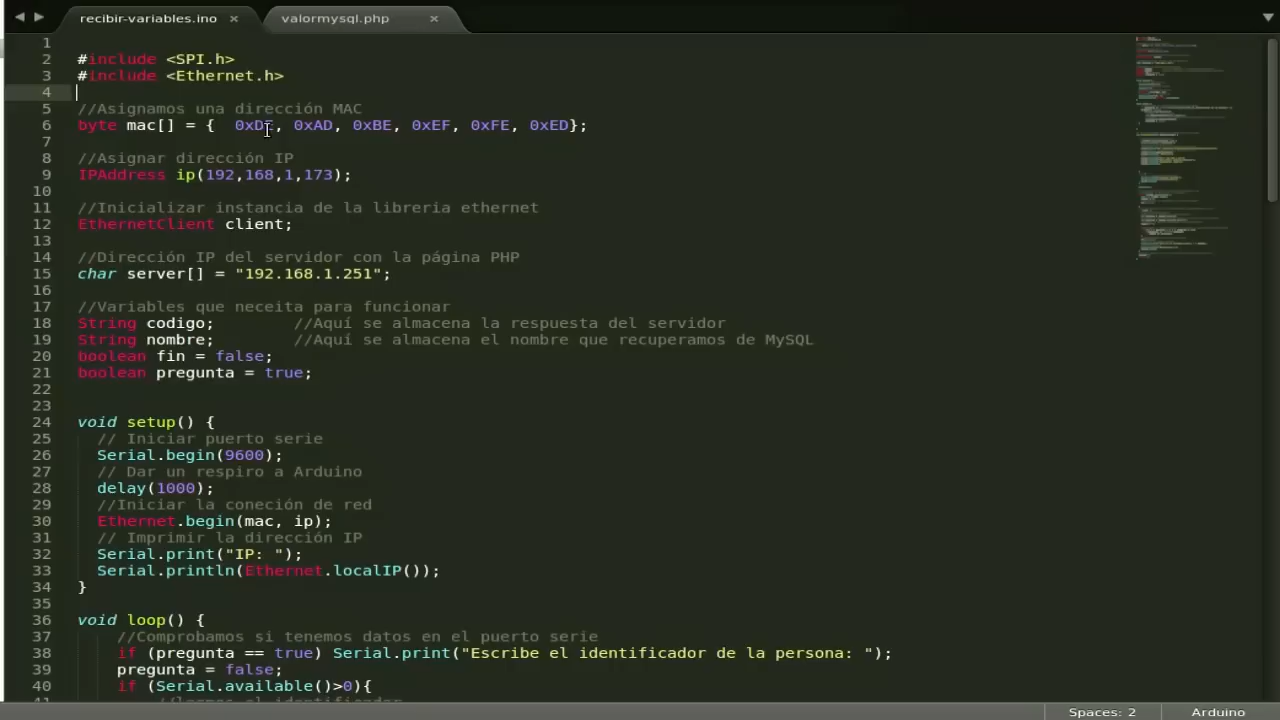 recibir-variables.ino ×
valormysql.php ×
1
2 #include <SPI.h>
3 #include <Ethernet.h>
4
5 //Asignamos una dirección MAC
6 byte mac[] = {  0xDE, 0xAD, 0xBE, 0xEF, 0xFE, 0xED};
7
8 //Asignar dirección IP
9 IPAddress ip(192,168,1,173);
10
11 //Inicializar instancia de la libreria ethernet
12 EthernetClient client;
13
14 //Dirección IP del servidor con la página PHP
15 char server[] = "192.168.1.251";
16
17 //Variables que neceita para funcionar
18 String codigo;        //Aquí se almacena la respuesta del servidor
19 String nombre;        //Aquí se almacena el nombre que recuperamos de MySQL
20 boolean fin = false;
21 boolean pregunta = true;
22
23
24 void setup() {
25   // Iniciar puerto serie
26   Serial.begin(9600);
27   // Dar un respiro a Arduino
28   delay(1000);
29   //Iniciar la coneción de red
30   Ethernet.begin(mac, ip);
31   // Imprimir la dirección IP
32   Serial.print("IP: ");
33   Serial.println(Ethernet.localIP());
34 }
35
36 void loop() {
37     //Comprobamos si tenemos datos en el puerto serie
38     if (pregunta == true) Serial.print("Escribe el identificador de la persona: ");
39     pregunta = false;
40     if (Serial.available()>0){
Spaces: 2
Arduino